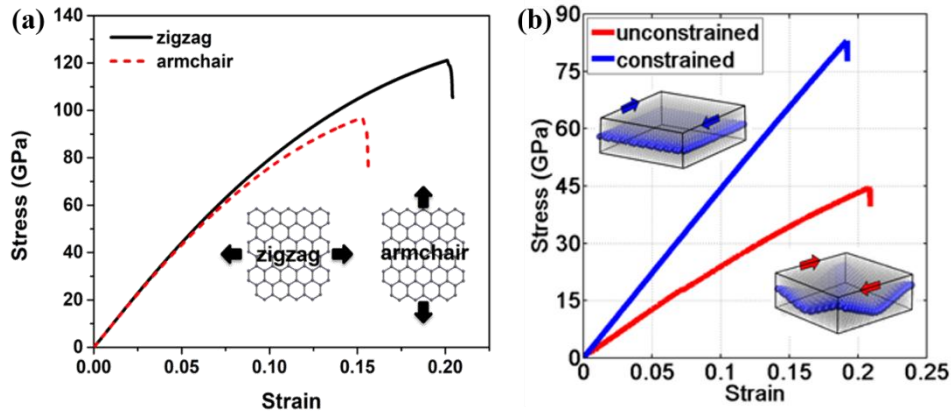 (a)
zigzag
armchair
Stress (GPa)
140
120
100
80
60
40
20
0
zigzag
armchair
0.00
0.05
0.10
0.15
0.20
Strain
(b)
unconstrained
constrained
Stress (GPa)
90
75
60
45
30
15
0
0
0.05
0.1
0.15
0.2
0.25
Strain